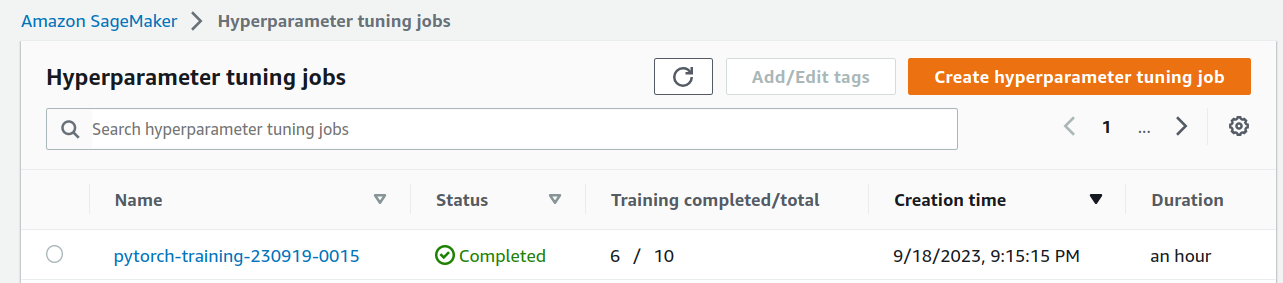 Amazon SageMaker > Hyperparameter tuning jobs
Hyperparameter tuning jobs Add/Edit tags Create hyperparameter tuning job
Search hyperparameter tuning jobs 1 ...
Name Status Training completed/total Creation time Duration
pytorch-training-230919-0015 Completed 6 / 10 9/18/2023, 9:15:15 PM an hour